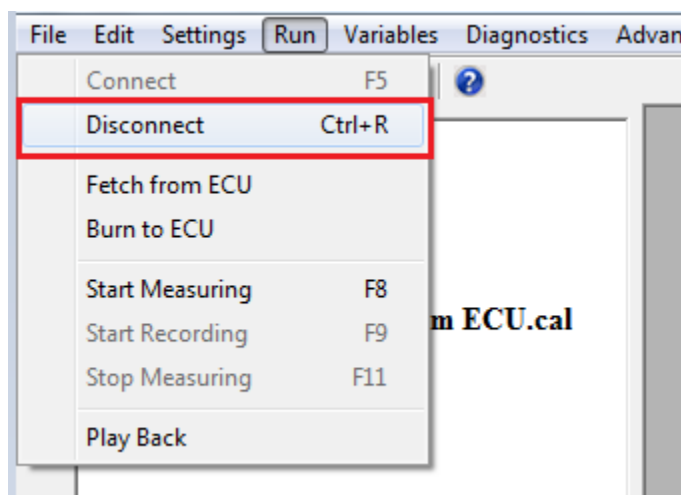 File Edit Settings Run Variables Diagnostics Advan
Connect F5
Disconnect Ctrl+R
Fetch from ECU
Burn to ECU
Start Measuring F8
m ECU.cal
Start Recording F9
Stop Measuring F11
Play Back